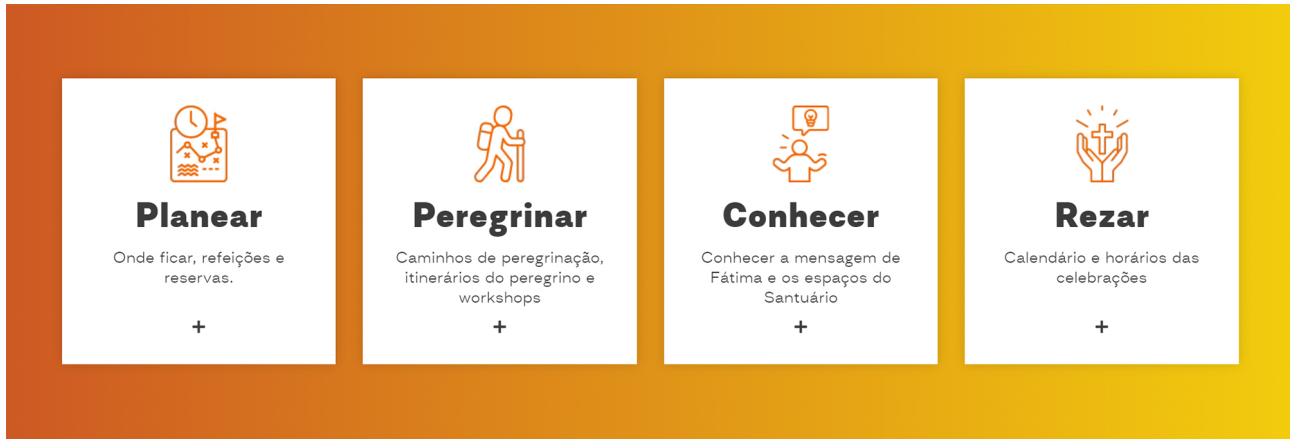 Planear
Onde ficar, refeições e
reservas.
+
Peregrinar
Caminhos de peregrinação,
itinerários do peregrino e
workshops
+
Conhecer
Conhecer a mensagem de
Fátima e os espaços do
Santuário
+
Rezar
Calendário e horários das
celebrações
+